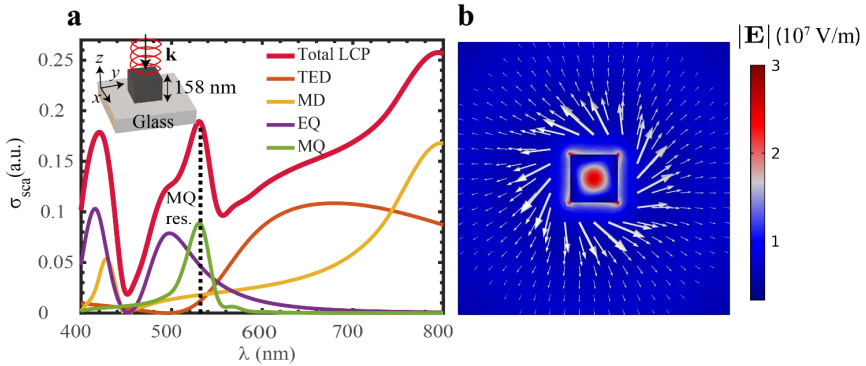 a
b
|E| (10⁷ V/m)
0.25
0.2
0.15
0.1
0.05
0
σsca(a.u.)
z
y
x
k
158 nm
Glass
Total LCP
TED
MD
EQ
MQ
MQ
res.
400
500
600
700
800
λ (nm)
3
2
1